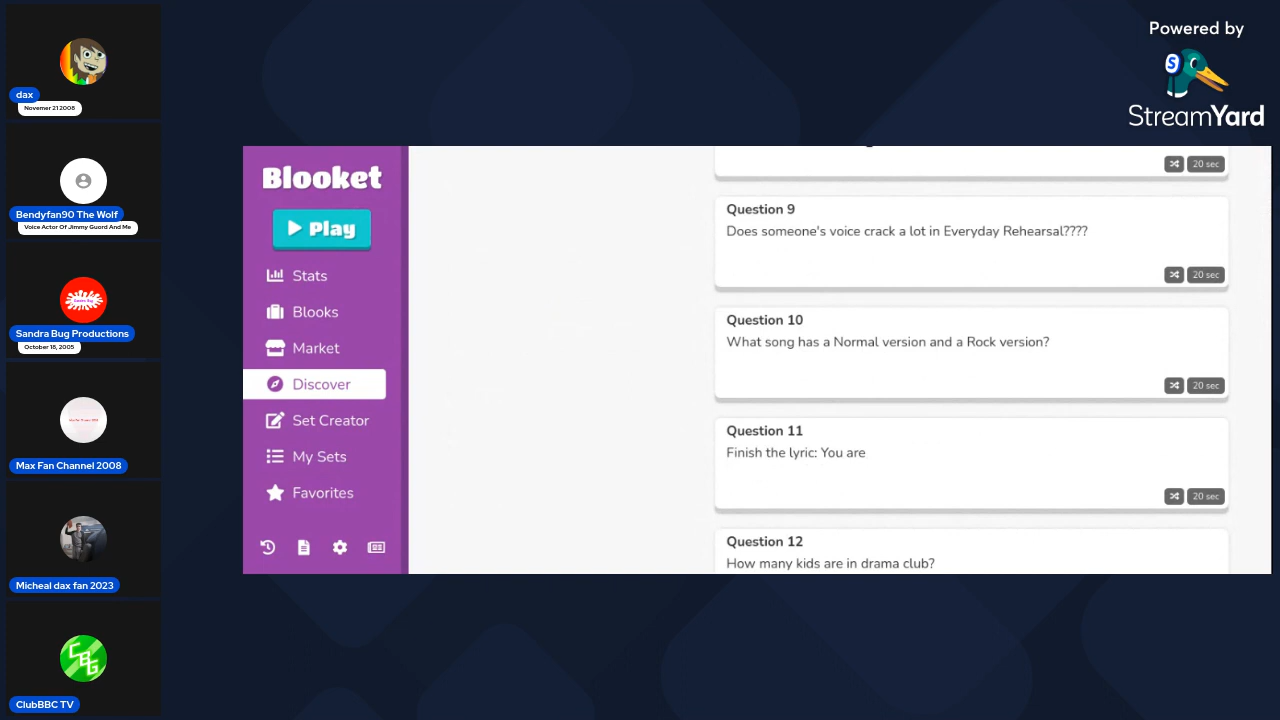 dax
Novemer 21 2008
Bendyfan90 The Wolf
Voice Actor Of Jimmy Guard And Me
Sandra Bug Productions
October 18, 2005
Max Fan Channel 2008
Micheal dax fan 2023
CBG
ClubBBC TV
Powered by
S
StreamYard
Blooket
Play
Stats
Blooks
Market
Discover
Set Creator
My Sets
Favorites
20 sec
Question 9
Does someone's voice crack a lot in Everyday Rehearsal????
20 sec
Question 10
What song has a Normal version and a Rock version?
20 sec
Question 11
Finish the lyric: You are
20 sec
Question 12
How many kids are in drama club?